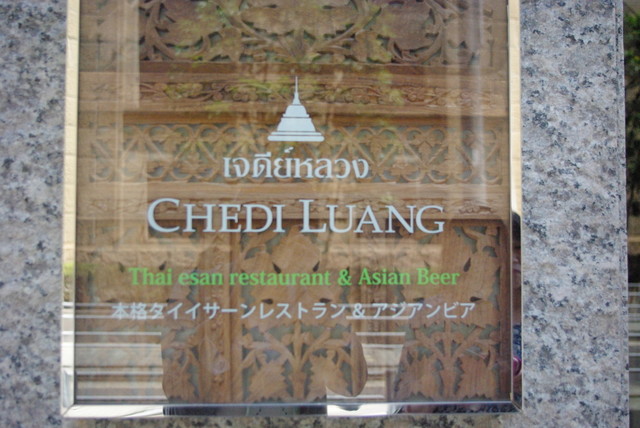 เจดีย์หลวง
CHEDI LUANG
Thai esan restaurant & Asian Beer
本格タイイサーンレストラン & アジアンビア